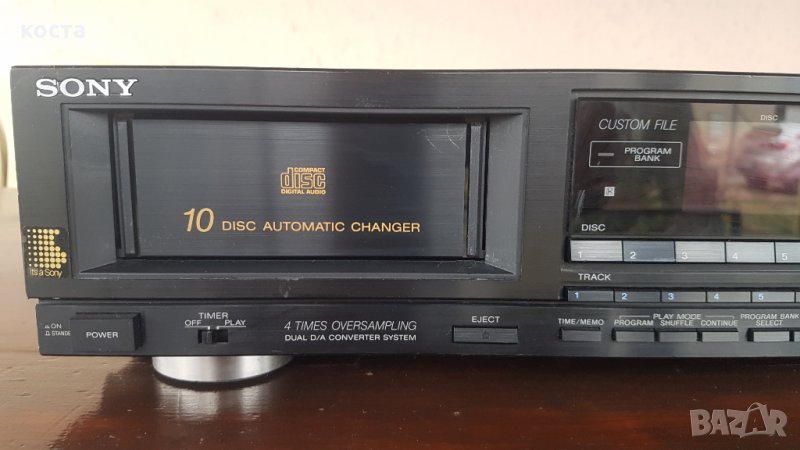 коста
SONY
It's a Sony
COMPACT
disc
DIGITAL AUDIO
10 DISC AUTOMATIC CHANGER
CUSTOM FILE
PROGRAM
BANK
DISC
DISC
1 2 3 4 5
TRACK
1 2 3 4 5
ON
STANDBY
POWER
TIMER
OFF PLAY
4 TIMES OVERSAMPLING
DUAL D/A CONVERTER SYSTEM
EJECT
TIME/MEMO
PLAY MODE
PROGRAM SHUFFLE CONTINUE
PROGRAM BANK
SELECT
BAZAR